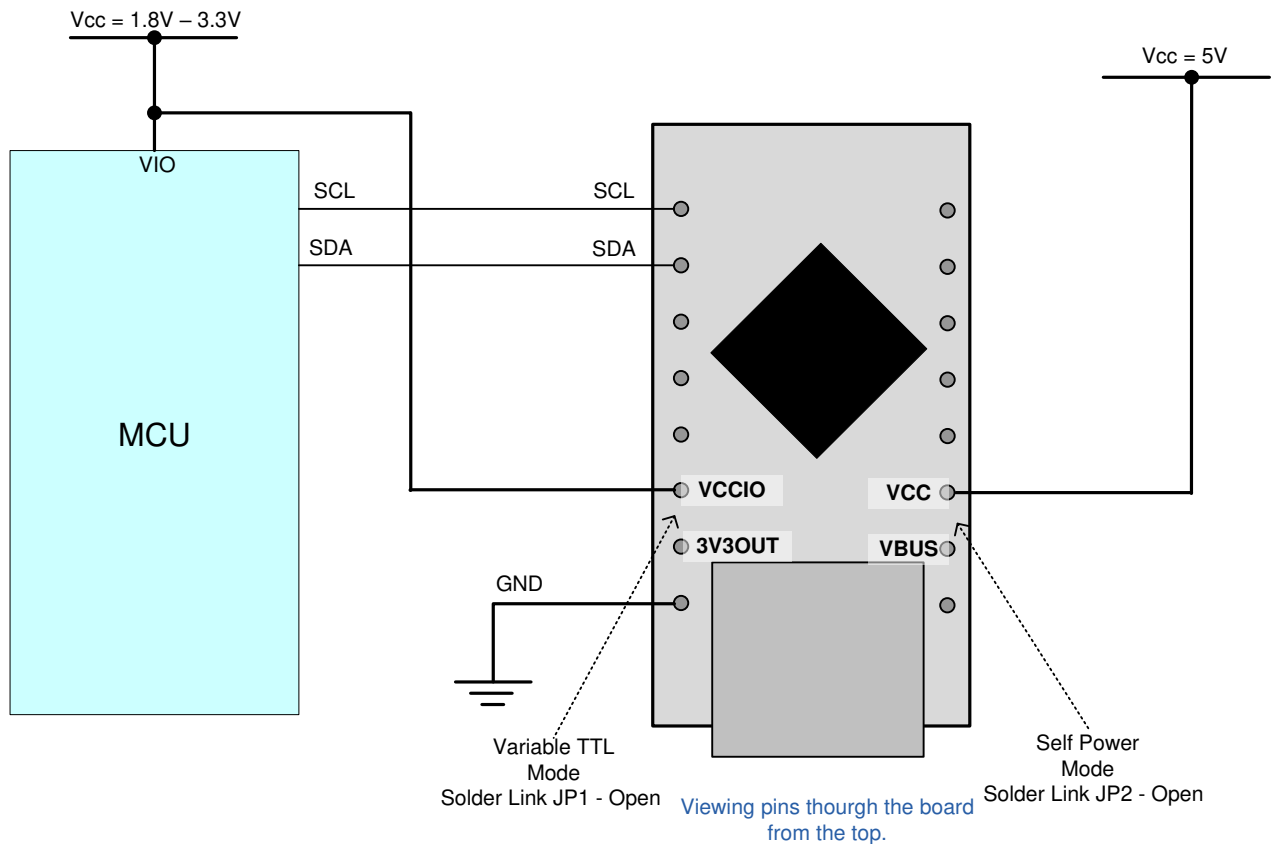 Vcc = 1.8V – 3.3V
Vcc = 5V
VIO
SCL
SCL
SDA
SDA
MCU
VCCIO
VCC
3V3OUT
VBUS
GND
Variable TTL
Mode
Solder Link JP1 - Open
Self Power
Mode
Solder Link JP2 - Open
Viewing pins thourgh the board
from the top.